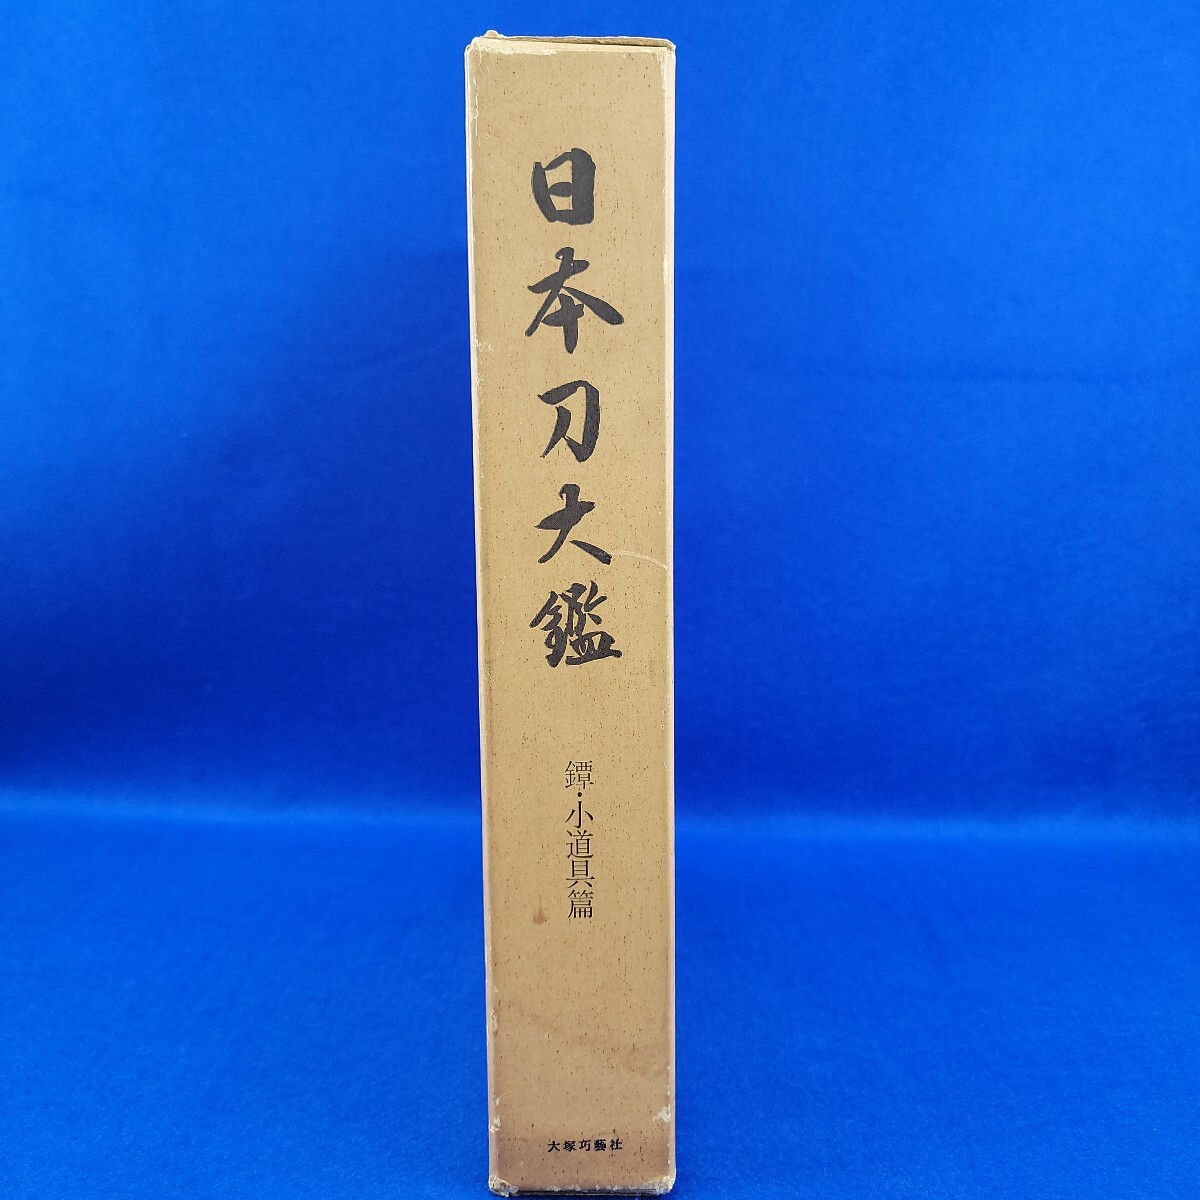 日本刀大鑑
鐔・小道具篇
大塚巧藝社